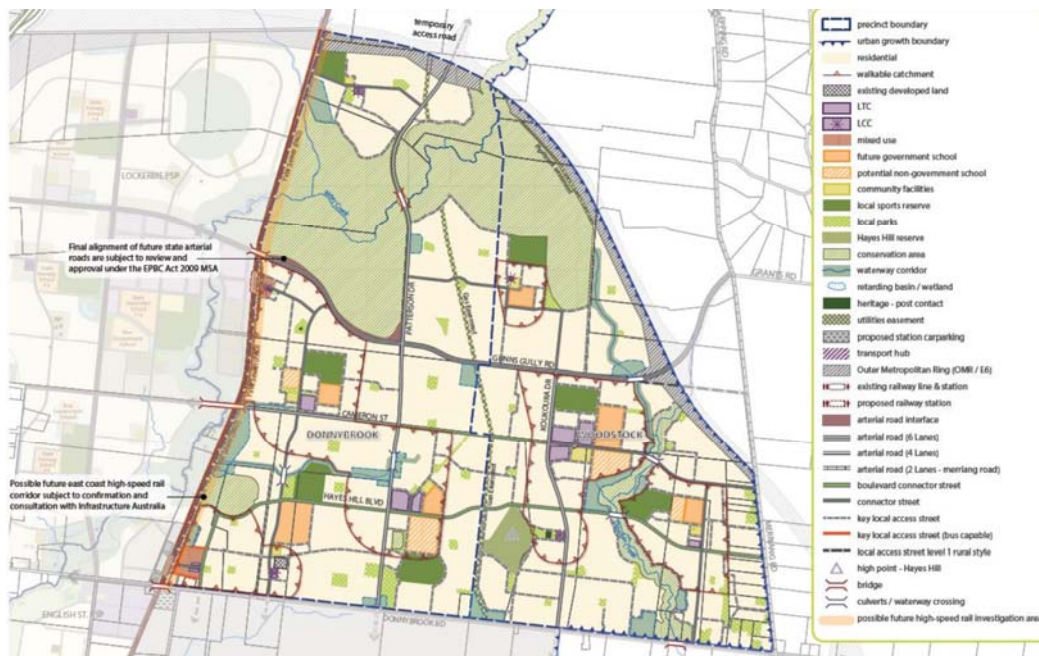 temporary
access road
LOCKERBIE PSP
Final alignment of future state arterial
roads are subject to review and
approval under the EPBC Act 2009 MSA
PATTERSON DR
GRANTS RD
GUNNS GULLY RD
KOUKOURA DR
CAMERON ST
DONNYBROOK
WOODSTOCK
Possible future east coast high-speed rail
corridor subject to confirmation and
consultation with Infrastructure Australia
HAYES HILL BLVD
MERRIANG RD
ENGLISH ST. PSP
DONNYBROOK RD
precinct boundary
urban growth boundary
residential
walkable catchment
existing developed land
LTC
LCC
mixed use
future government school
potential non-government school
community facilities
local sports reserve
local parks
Hayes Hill reserve
conservation area
waterway corridor
retarding basin / wetland
heritage - post contact
utilities easement
proposed station carparking
transport hub
Outer Metropolitan Ring (OMR / E6)
existing railway line & station
proposed railway station
arterial road interface
arterial road (6 Lanes)
arterial road (4 Lanes)
arterial road (2 Lanes - merriang road)
boulevard connector street
connector street
key local access street
key local access street (bus capable)
local access street level 1 rural style
high point - Hayes Hill
bridge
culverts / waterway crossing
possible future high-speed rail investigation area